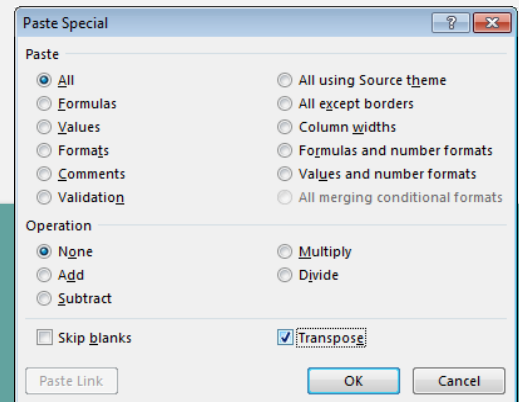 Paste Special
Paste
All
All using Source theme
Formulas
All except borders
Values
Column widths
Formats
Formulas and number formats
Comments
Values and number formats
Validation
All merging conditional formats
Operation
None
Multiply
Add
Divide
Subtract
Skip blanks
Transpose
Paste Link
OK
Cancel